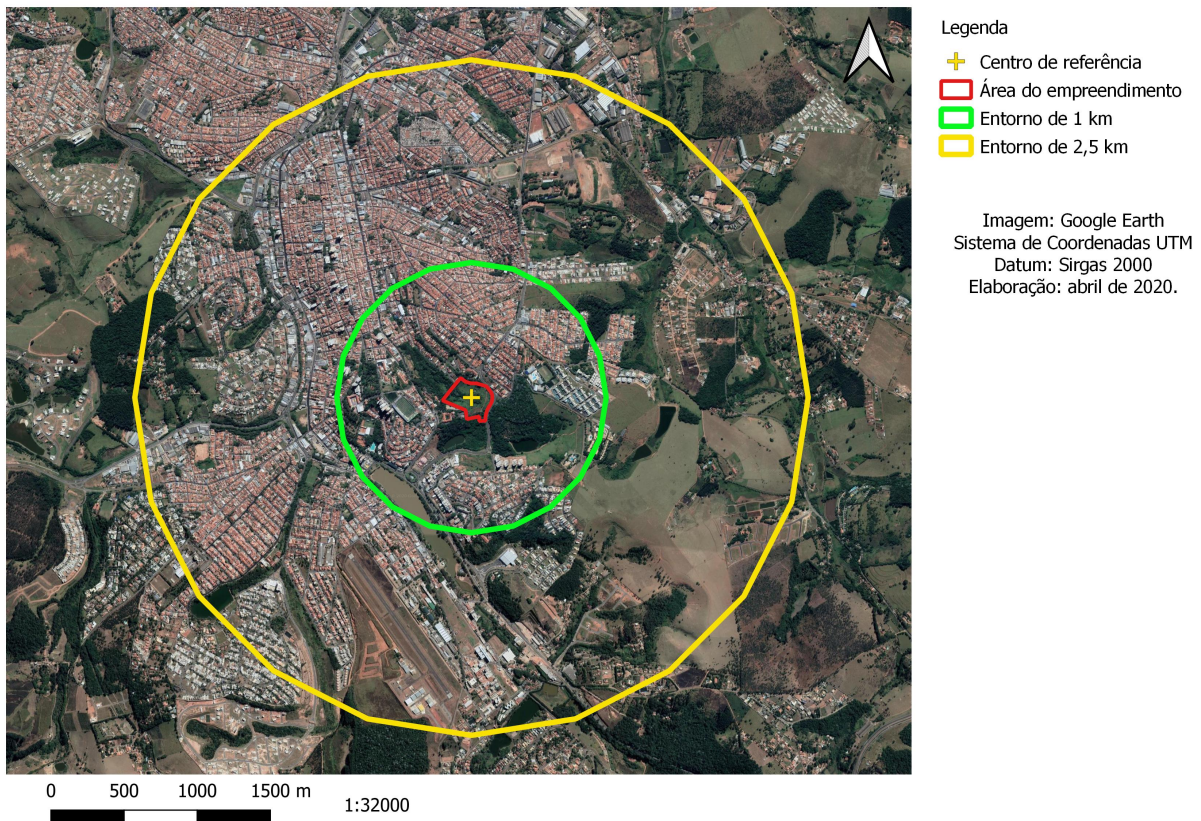 Legenda
Centro de referência
Área do empreendimento
Entorno de 1 km
Entorno de 2,5 km
Imagem: Google Earth
Sistema de Coordenadas UTM
Datum: Sirgas 2000
Elaboração: abril de 2020.
0 500 1000 1500 m
1:32000